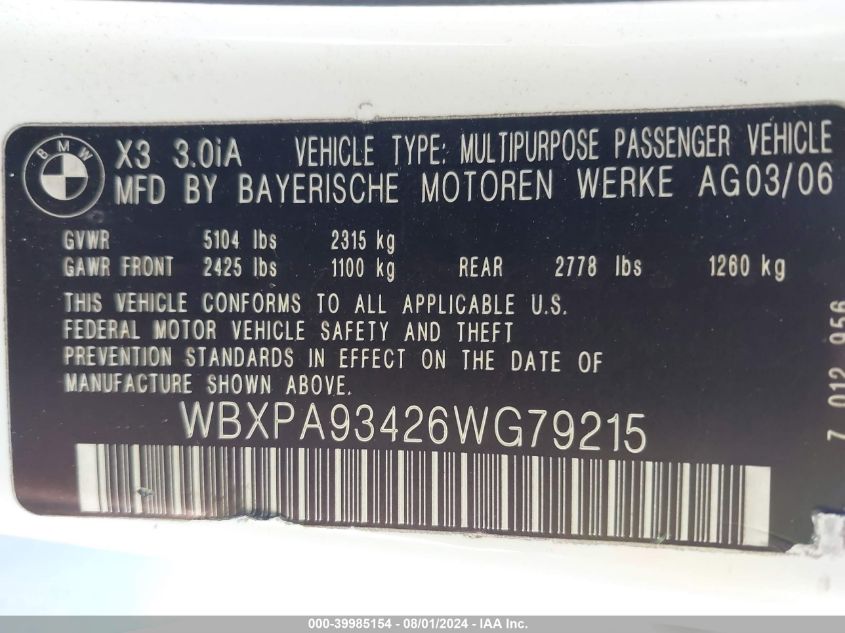 BMW
X3 3.0iA VEHICLE TYPE: MULTIPURPOSE PASSENGER VEHICLE
MFD BY BAYERISCHE MOTOREN WERKE AG03/06
GVWR 5104 lbs 2315 kg
GAWR FRONT 2425 lbs 1100 kg REAR 2778 lbs 1260 kg
THIS VEHICLE CONFORMS TO ALL APPLICABLE U.S.
FEDERAL MOTOR VEHICLE SAFETY AND THEFT
PREVENTION STANDARDS IN EFFECT ON THE DATE OF
MANUFACTURE SHOWN ABOVE.
WBXPA93426WG79215
7 012 956
000-39985154 - 08/01/2024 - IAA Inc.